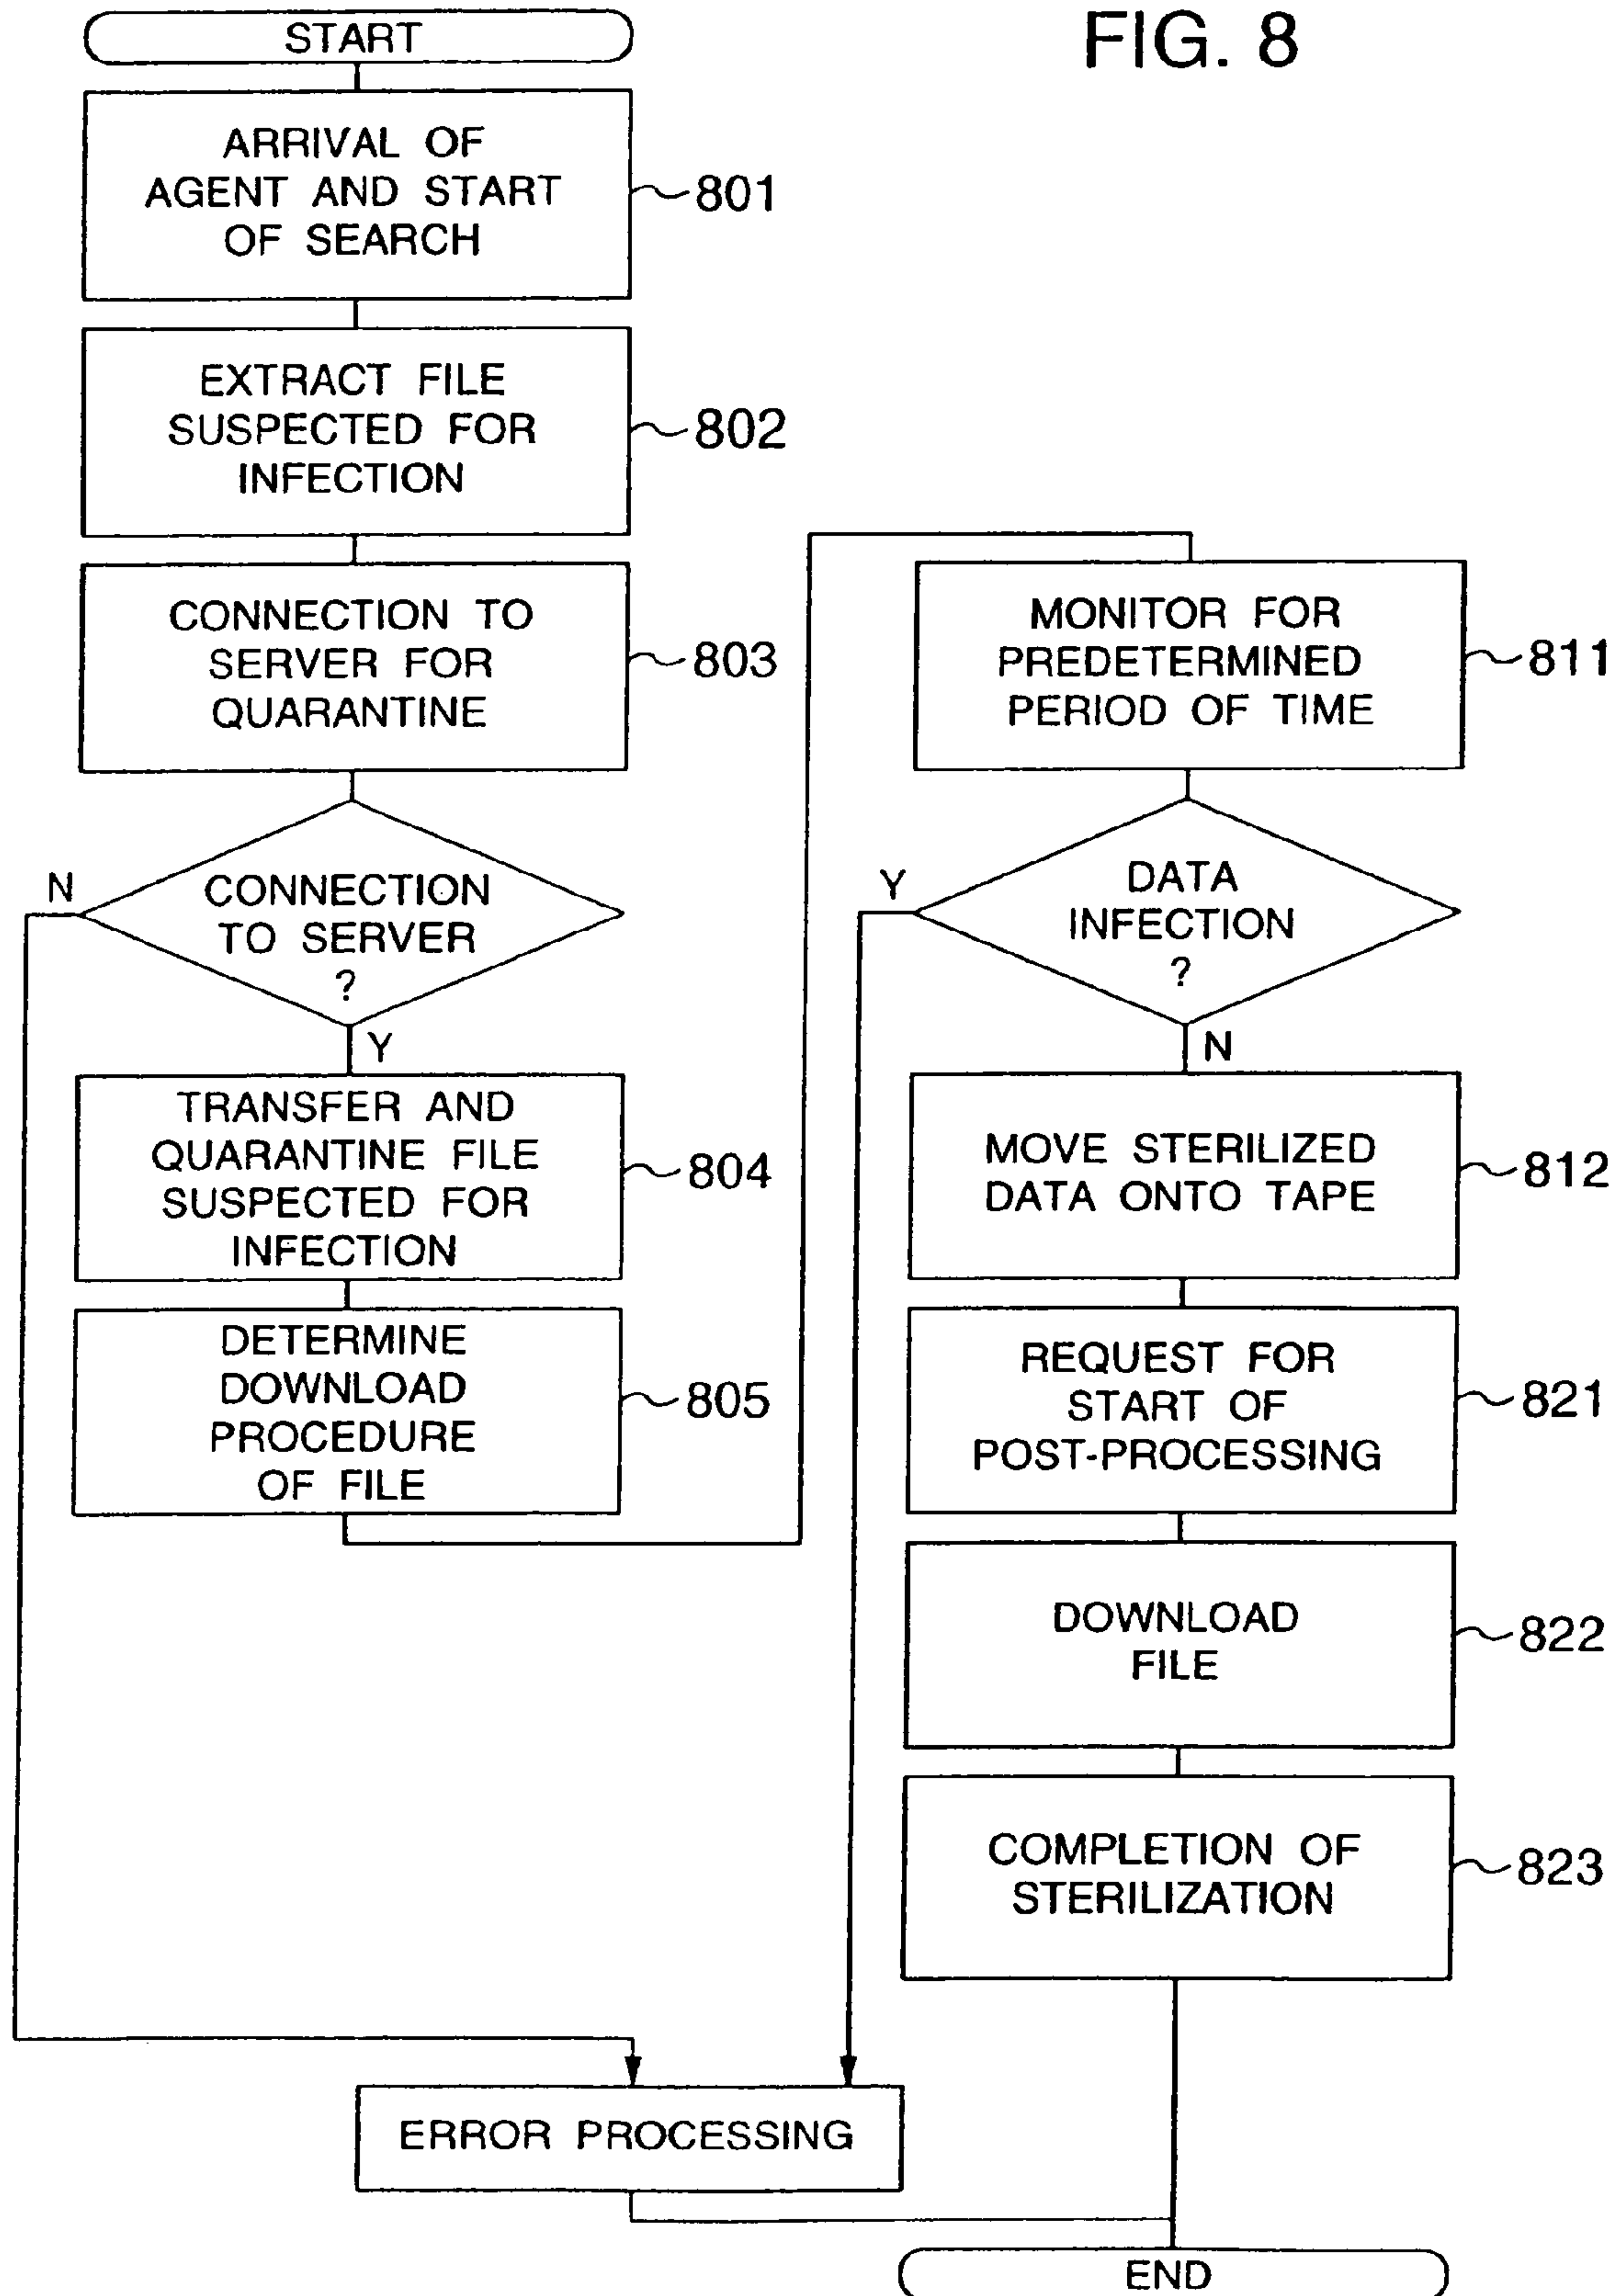 FIG. 8
START
ARRIVAL OF
AGENT AND START
OF SEARCH
801
EXTRACT FILE
SUSPECTED FOR
INFECTION
802
CONNECTION TO
SERVER FOR
QUARANTINE
803
CONNECTION
TO SERVER
?
N
Y
TRANSFER AND
QUARANTINE FILE
SUSPECTED FOR
INFECTION
804
DETERMINE
DOWNLOAD
PROCEDURE
OF FILE
805
MONITOR FOR
PREDETERMINED
PERIOD OF TIME
811
DATA
INFECTION
?
Y
N
MOVE STERILIZED
DATA ONTO TAPE
812
REQUEST FOR
START OF
POST-PROCESSING
821
DOWNLOAD
FILE
822
COMPLETION OF
STERILIZATION
823
ERROR PROCESSING
END